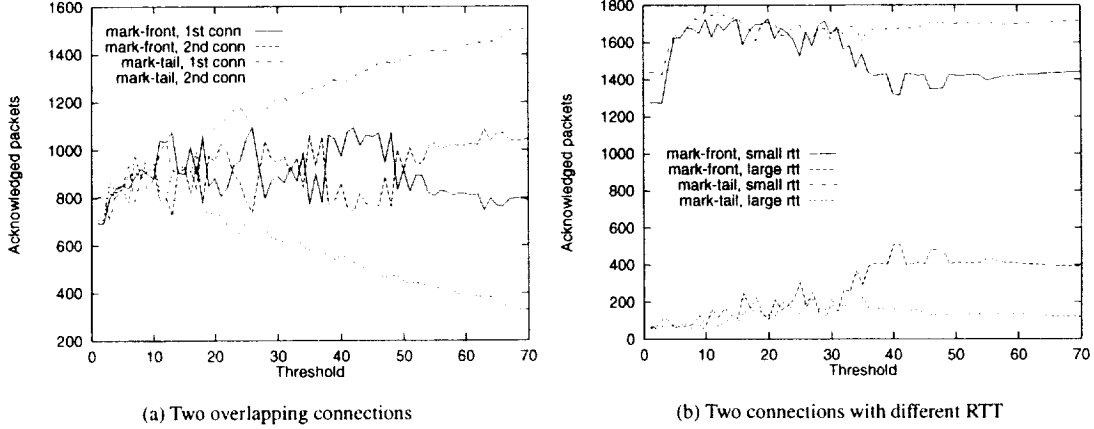 1600
1400
1200
1000
800
600
400
200
0 10 20 30 40 50 60 70
Acknowledged packets
Threshold
mark-front, 1st conn
mark-front, 2nd conn
mark-tail, 1st conn
mark-tail, 2nd conn
(a) Two overlapping connections
1800
1600
1400
1200
1000
800
600
400
200
0
0 10 20 30 40 50 60 70
Acknowledged packets
Threshold
mark-front, small rtt
mark-front, large rtt
mark-tail, small rtt
mark-tail, large rtt
(b) Two connections with different RTT